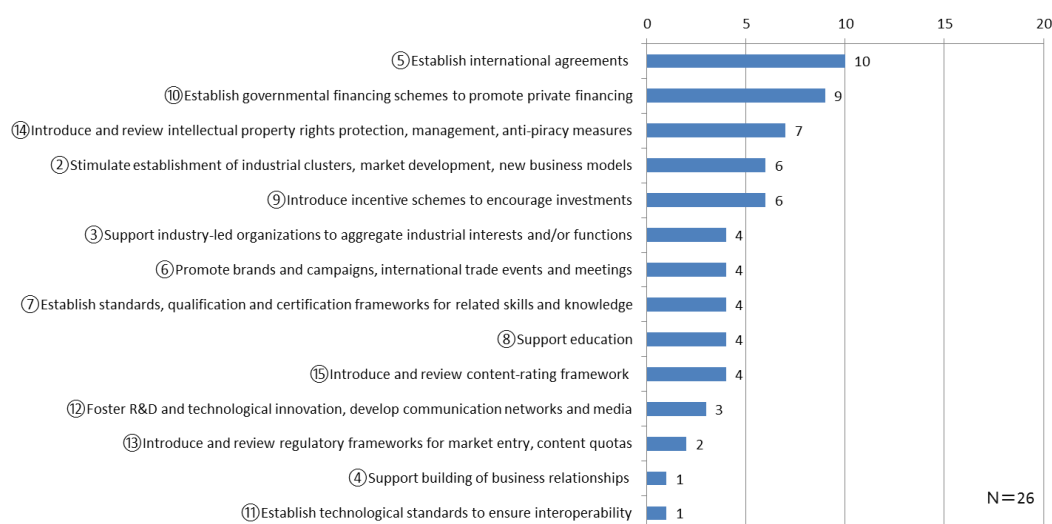 0 5 10 15 20
⑤Establish international agreements 10
⑩Establish governmental financing schemes to promote private financing 9
⑭Introduce and review intellectual property rights protection, management, anti-piracy measures 7
②Stimulate establishment of industrial clusters, market development, new business models 6
⑨Introduce incentive schemes to encourage investments 6
③Support industry-led organizations to aggregate industrial interests and/or functions 4
⑥Promote brands and campaigns, international trade events and meetings 4
⑦Establish standards, qualification and certification frameworks for related skills and knowledge 4
⑧Support education 4
⑮Introduce and review content-rating framework 4
⑫Foster R&D and technological innovation, develop communication networks and media 3
⑬Introduce and review regulatory frameworks for market entry, content quotas 2
④Support building of business relationships 1
N=26
⑪Establish technological standards to ensure interoperability 1